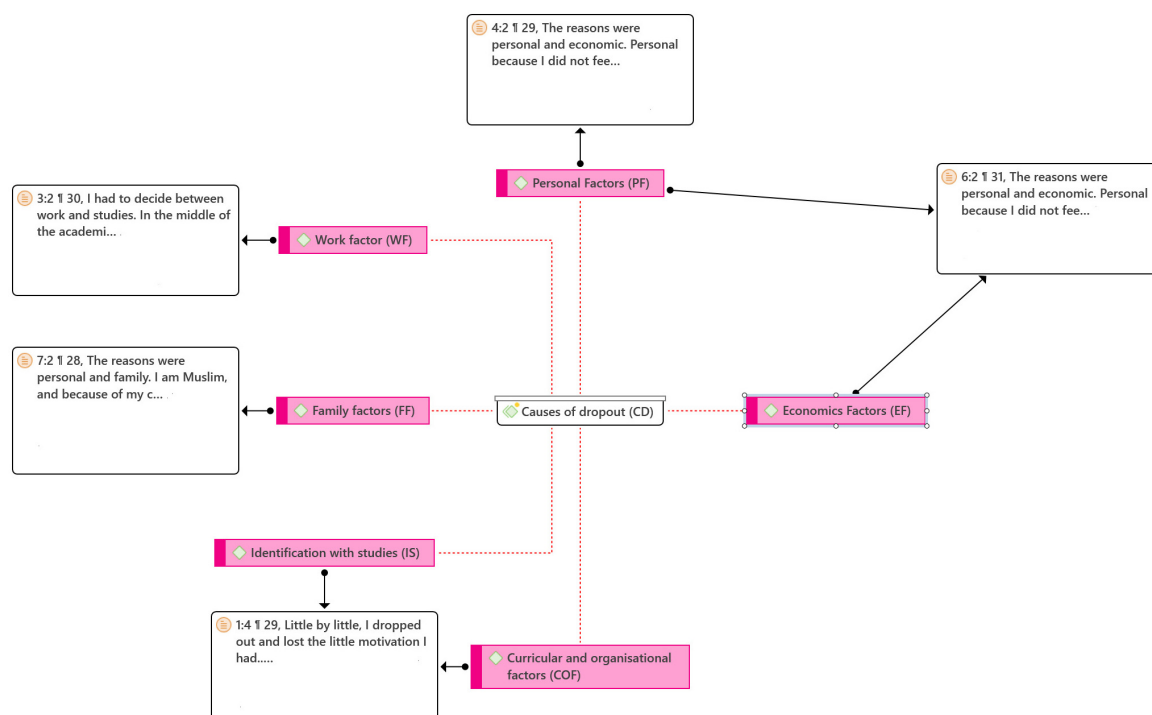 4:2 ¶ 29, The reasons were
personal and economic. Personal
because I did not fee...
Personal Factors (PF)
6:2 ¶ 31, The reasons were
personal and economic. Personal
because I did not fee...
3:2 ¶ 30, I had to decide between
work and studies. In the middle of
the academi...
Work factor (WF)
7:2 ¶ 28, The reasons were
personal and family. I am Muslim,
and because of my c...
Family factors (FF)
Causes of dropout (CD)
Economics Factors (EF)
Identification with studies (IS)
1:4 ¶ 29, Little by little, I dropped
out and lost the little motivation I
had.....
Curricular and organisational
factors (COF)